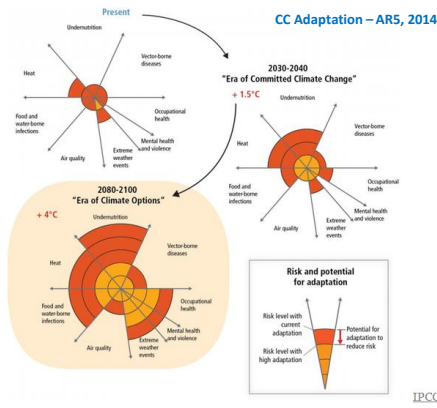 CC Adaptation – AR5, 2014
Present
Undernutrition
Vector-borne
diseases
Heat
Occupational
health
Food and
water-borne
infections
Mental health
and violence
Air quality
Extreme
weather
events
2030-2040
"Era of Committed Climate Change"
+ 1.5°C
Undernutrition
Vector-borne
diseases
Heat
Occupational
health
Food and
water-borne
infections
Mental health
and violence
Air quality
Extreme
weather
events
2080-2100
"Era of Climate Options"
+ 4°C
Undernutrition
Vector-borne
diseases
Heat
Occupational
health
Food and
water-borne
infections
Mental health
and violence
Air quality
Extreme
weather
events
Risk and potential
for adaptation
Risk level with
current
adaptation
Potential for
adaptation to
reduce risk
Risk level with
high adaptation
IPCC